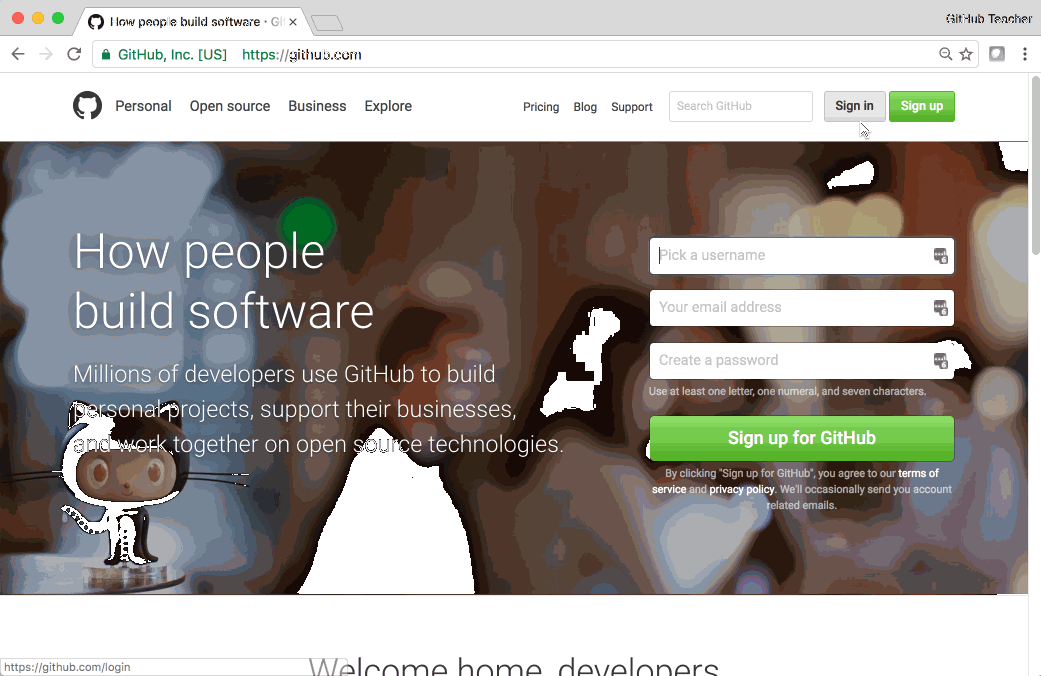 How people build software · Gi
GitHub Teacher
GitHub, Inc. [US] https://github.com
Personal Open source Business Explore Pricing Blog Support Search GitHub Sign in Sign up
How people
build software
Millions of developers use GitHub to build
personal projects, support their businesses,
and work together on open source technologies.
Pick a username
Your email address
Create a password
Use at least one letter, one numeral, and seven characters.
Sign up for GitHub
By clicking "Sign up for GitHub", you agree to our terms of
service and privacy policy. We'll occasionally send you account
related emails.
Welcome home, developers
https://github.com/login